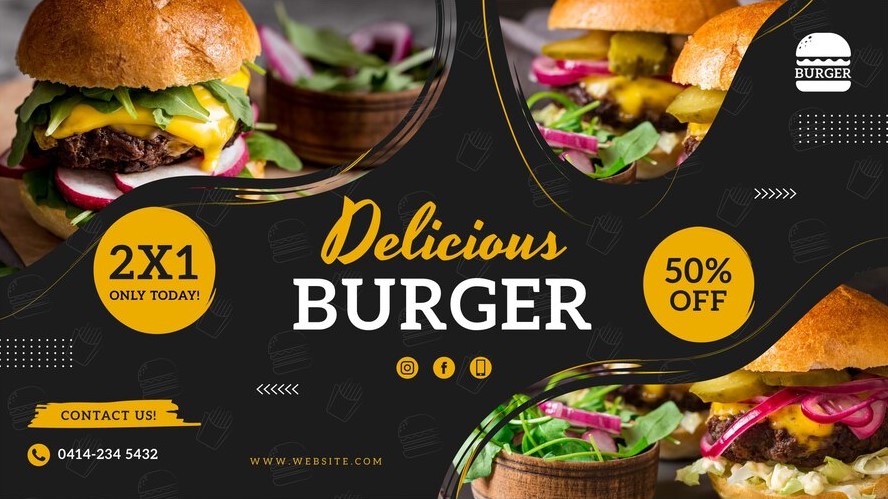 BURGER
Delicious
BURGER
2X1
ONLY TODAY!
50%
OFF
CONTACT US!
0414-234 5432
WWW.WEBSITE.COM